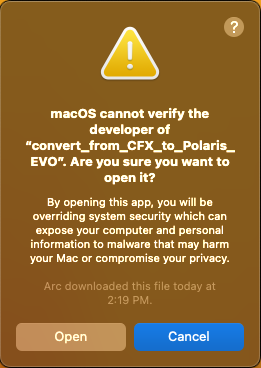 ?
macOS cannot verify the
developer of
“convert_from_CFX_to_Polaris_
EVO”. Are you sure you want to
open it?
By opening this app, you will be
overriding system security which can
expose your computer and personal
information to malware that may harm
your Mac or compromise your privacy.
Arc downloaded this file today at
2:19 PM.
Open
Cancel